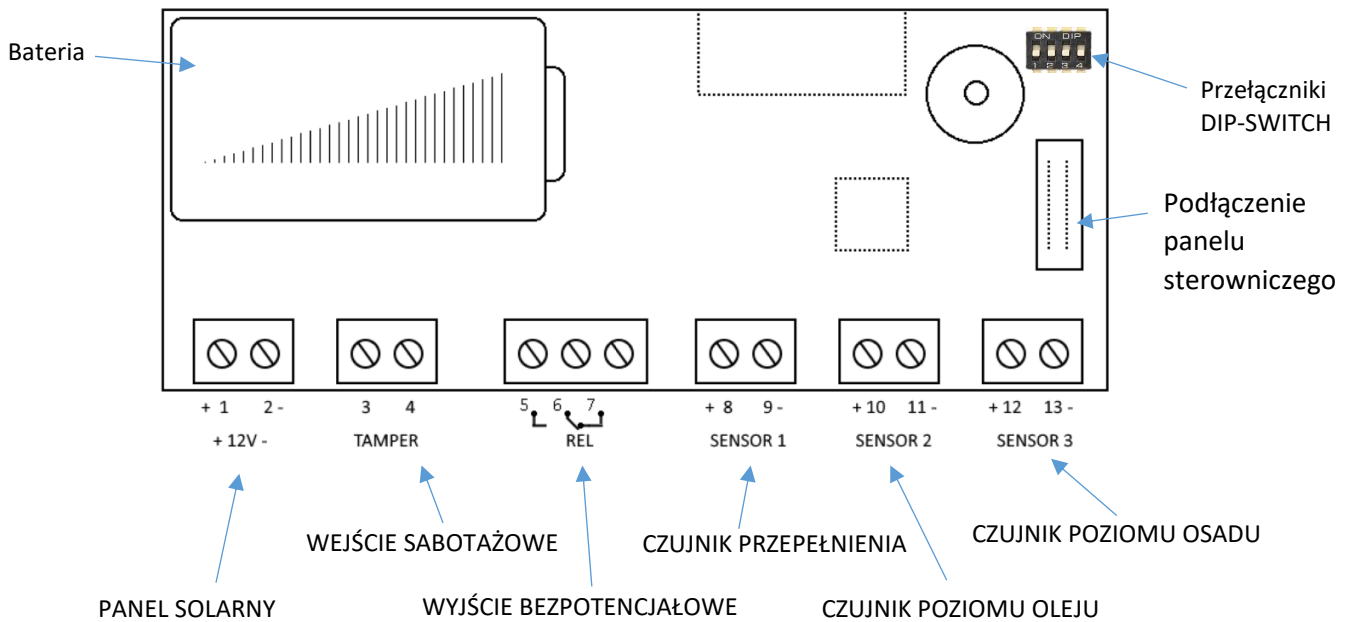 Bateria
ON DIP
1 2 3 4
Przełączniki
DIP-SWITCH
Podłączenie
panelu
sterowniczego
+ 1 2 - 3 4 5 6 7 + 8 9 - + 10 11 - + 12 13 -
+ 12V - TAMPER REL SENSOR 1 SENSOR 2 SENSOR 3
WEJŚCIE SABOTAŻOWE CZUJNIK PRZEPEŁNIENIA CZUJNIK POZIOMU OSADU
PANEL SOLARNY WYJŚCIE BEZPOTENCJAŁOWE CZUJNIK POZIOMU OLEJU